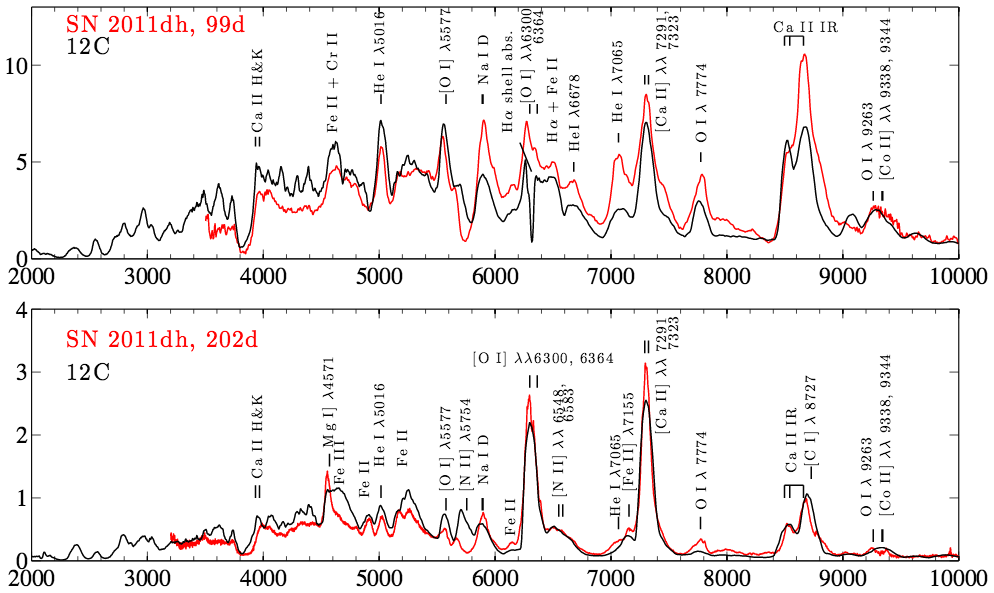 SN 2011dh, 99d
12C
Ca II H&K
Fe II + Cr II
He I λ5016
[O I] λ5577
Na I D
Hα shell abs.
[O I] λλ6300,
6364
Hα + Fe II
HeI λ6678
He I λ7065
[Ca II] λλ 7291,
7323
O I λ 7774
Ca II IR
O I λ 9263
[Co II] λλ 9338, 9344
10
5
0
2000 3000 4000 5000 6000 7000 8000 9000 10000
SN 2011dh, 202d
12C
Ca II H&K
Mg I] λ4571
Fe III
Fe II
He I λ5016
Fe II
[O I] λ5577
[N II] λ5754
Na I D
Fe II
[O I] λλ6300, 6364
[N II] λλ 6548,
6583
He I λ7065
[Fe II] λ7155
[Ca II] λλ 7291
7323
O I λ 7774
Ca II IR
[C I] λ 8727
O I λ 9263
[Co II] λλ 9338, 9344
4
3
2
1
0
2000 3000 4000 5000 6000 7000 8000 9000 10000